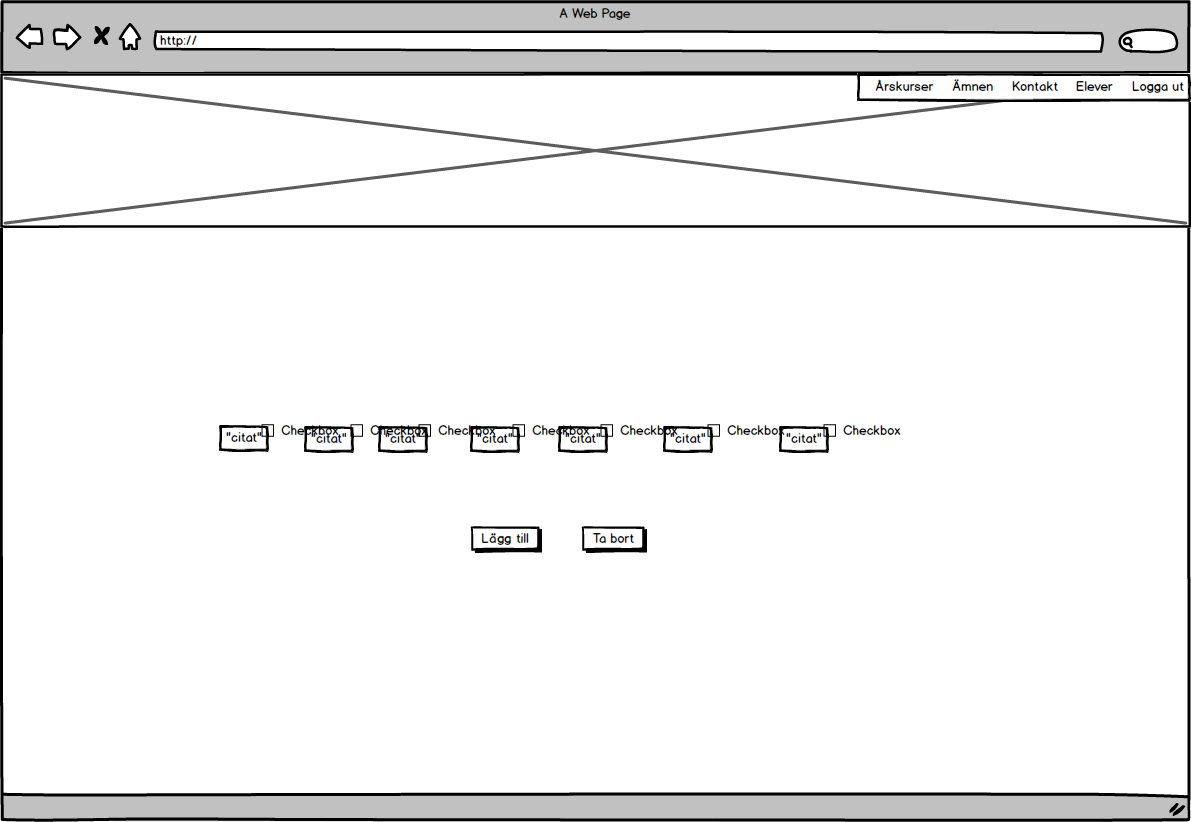 A Web Page
http://
Årskurser Ämnen Kontakt Elever Logga ut
"citat" Checkbox "citat" Checkbox "citat" Checkbox "citat" Checkbox "citat" Checkbox "citat" Checkbox "citat" Checkbox
Lägg till Ta bort